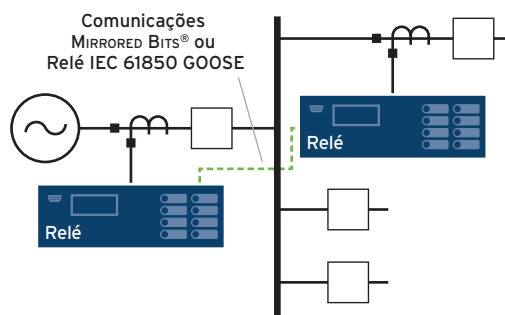 Comunicações
MIRRORED BITS® ou
Relé IEC 61850 GOOSE
Relé
Relé